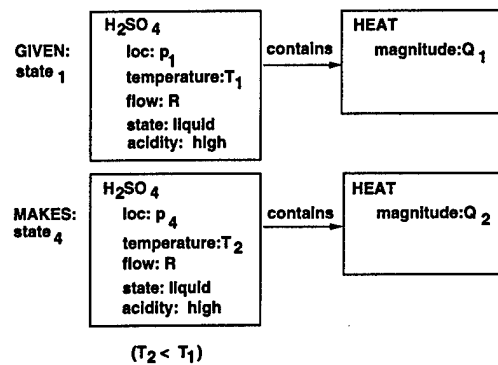 GIVEN:
state 1
H2SO4
loc: p1
temperature:T1
flow: R
state: liquid
acidity: high
contains
HEAT
magnitude:Q1
MAKES:
state 4
H2SO4
loc: p4
temperature:T2
flow: R
state: liquid
acidity: high
contains
HEAT
magnitude:Q2
(T2 < T1)